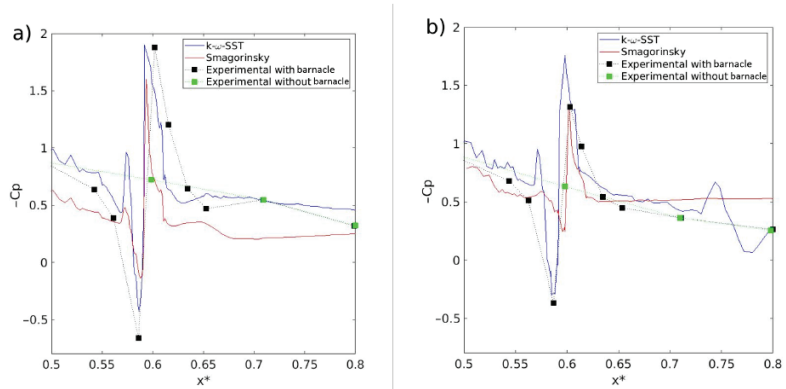 a)
2
1.5
1
0.5
0
−0.5
−Cp
0.5
0.55
0.6
0.65
0.7
0.75
0.8
x*
k-ω-SST
Smagorinsky
Experimental with barnacle
Experimental without barnacle
b)
2
1.5
1
0.5
0
−0.5
−Cp
0.5
0.55
0.6
0.65
0.7
0.75
0.8
x*
k-ω-SST
Smagorinsky
Experimental with barnacle
Experimental without barnacle